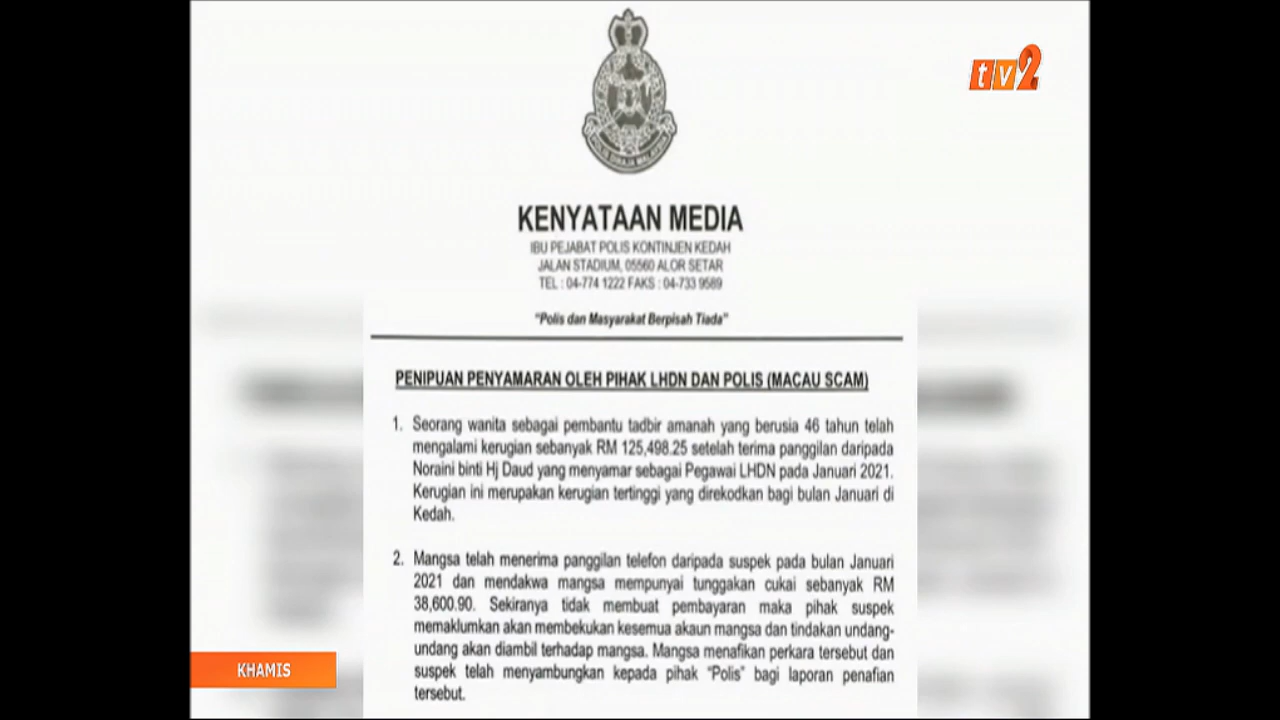 POLIS DIRAJA MALAYSIA
tv2
KENYATAAN MEDIA
IBU PEJABAT POLIS KONTINJEN KEDAH
JALAN STADIUM, 05560 ALOR SETAR
TEL : 04-774 1222 FAKS : 04-733 9589
"Polis dan Masyarakat Berpisah Tiada"
PENIPUAN PENYAMARAN OLEH PIHAK LHDN DAN POLIS (MACAU SCAM)
1. Seorang wanita sebagai pembantu tadbir amanah yang berusia 46 tahun telah
mengalami kerugian sebanyak RM 125,498.25 setelah terima panggilan daripada
Noraini binti Hj Daud yang menyamar sebagai Pegawai LHDN pada Januari 2021.
Kerugian ini merupakan kerugian tertinggi yang direkodkan bagi bulan Januari di
Kedah.
2. Mangsa telah menerima panggilan telefon daripada suspek pada bulan Januari
2021 dan mendakwa mangsa mempunyai tunggakan cukai sebanyak RM
38,600.90. Sekiranya tidak membuat pembayaran maka pihak suspek
memaklumkan akan membekukan kesemua akaun mangsa dan tindakan undang-
undang akan diambil terhadap mangsa. Mangsa menafikan perkara tersebut dan
suspek telah menyambungkan kepada pihak "Polis" bagi laporan penafian
tersebut.
KHAMIS